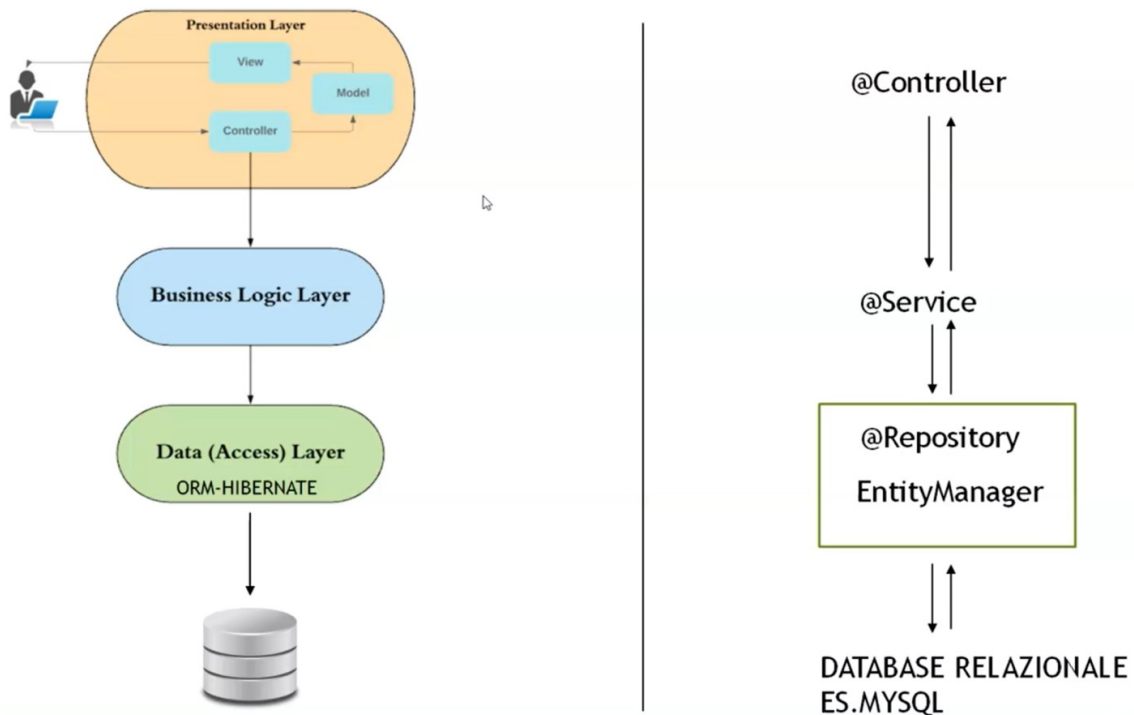 Presentation Layer
View
Model
Controller
Business Logic Layer
Data (Access) Layer
ORM-HIBERNATE
@Controller
@Service
@Repository
EntityManager
DATABASE RELAZIONALE
ES.MYSQL